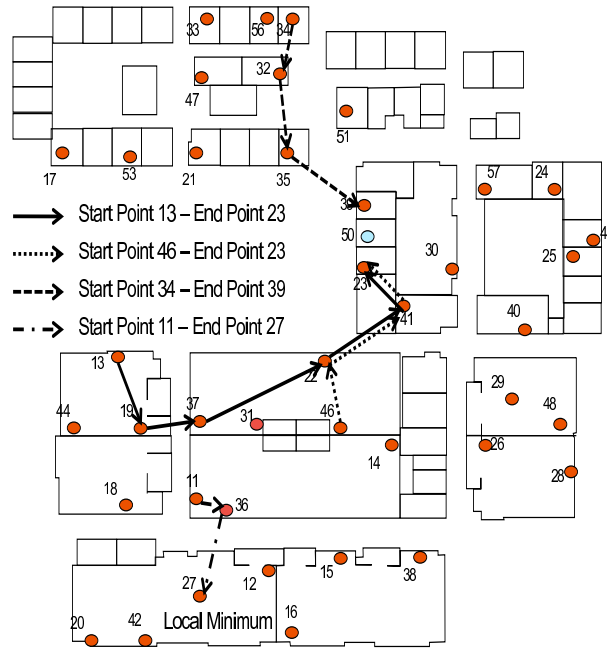 33 56 34
32
47
51
17 53 21 35
57 24
39
50 30 4
25
23
41 40
Start Point 13 – End Point 23
Start Point 46 – End Point 23
Start Point 34 – End Point 39
Start Point 11 – End Point 27
13 22
29
44 19 37 31 46 48
14 26
28
11
18 36
27 12 15 38
Local Minimum
20 42 16